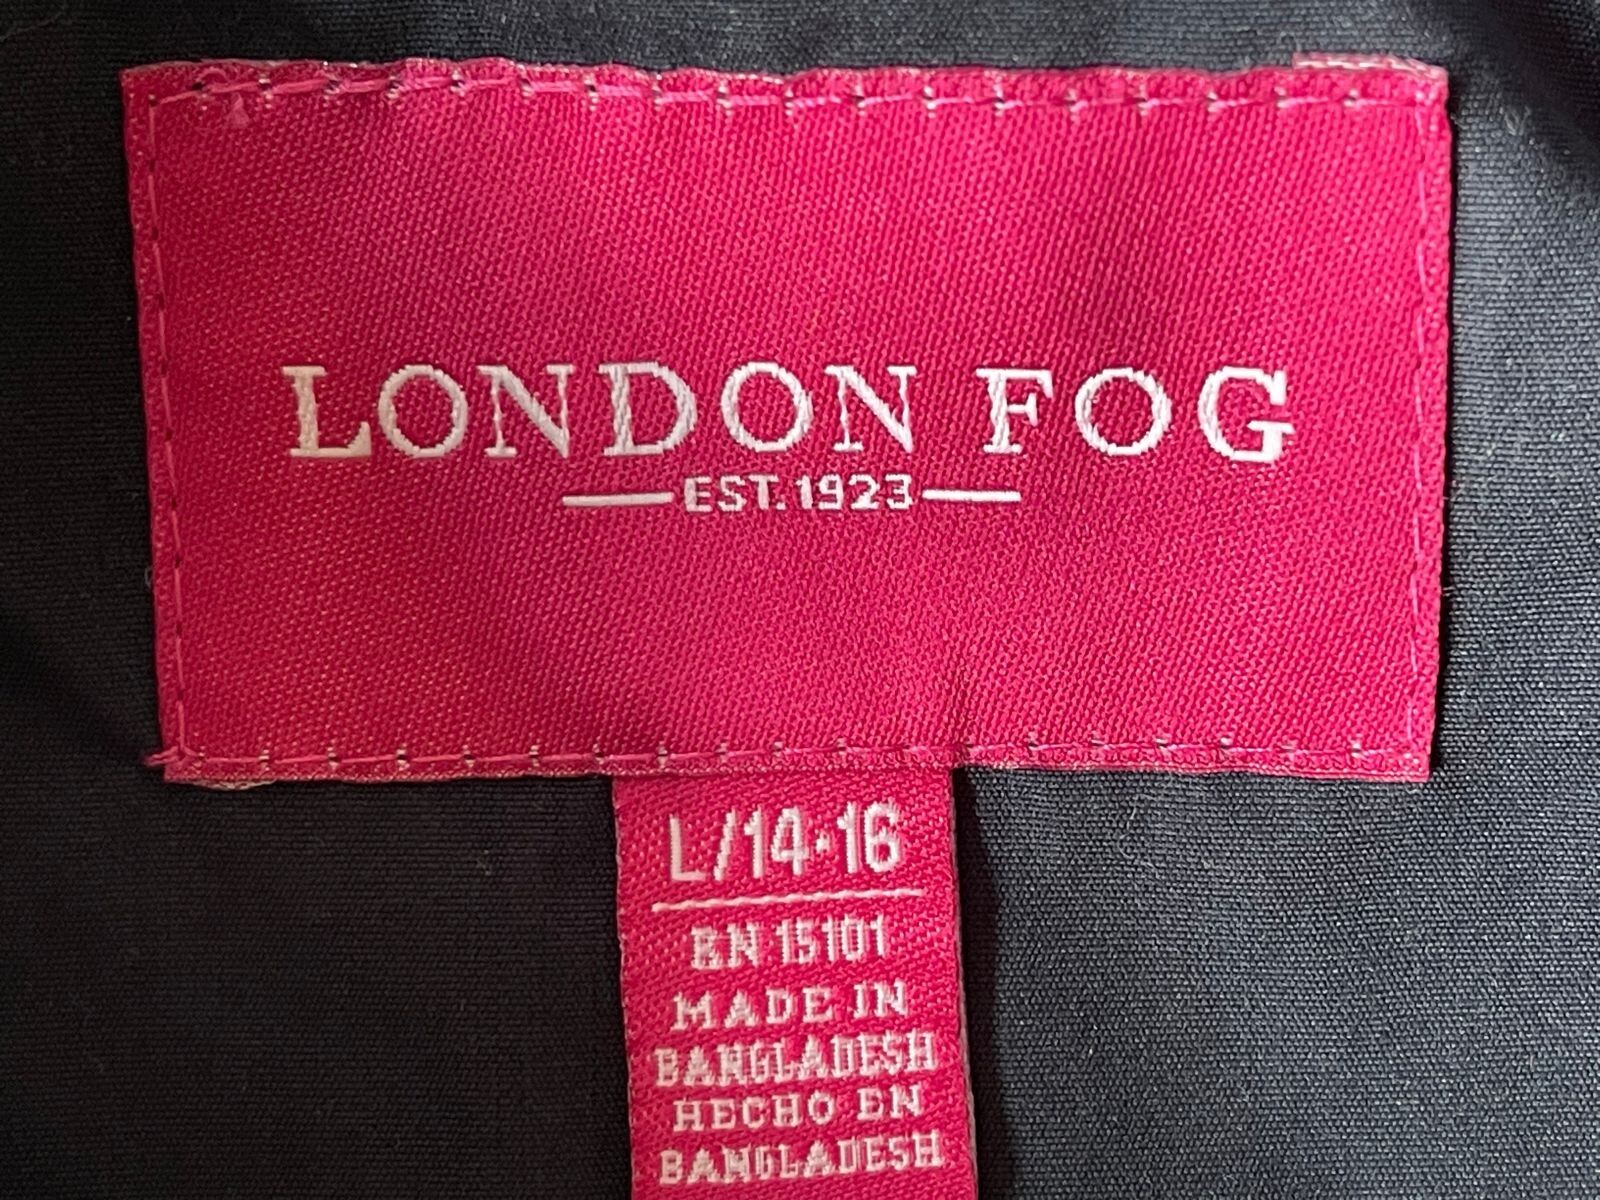 LONDON FOG
EST. 1923
L/14·16
RN 15101
MADE IN
BANGLADESH
HECHO EN
BANGLADESH